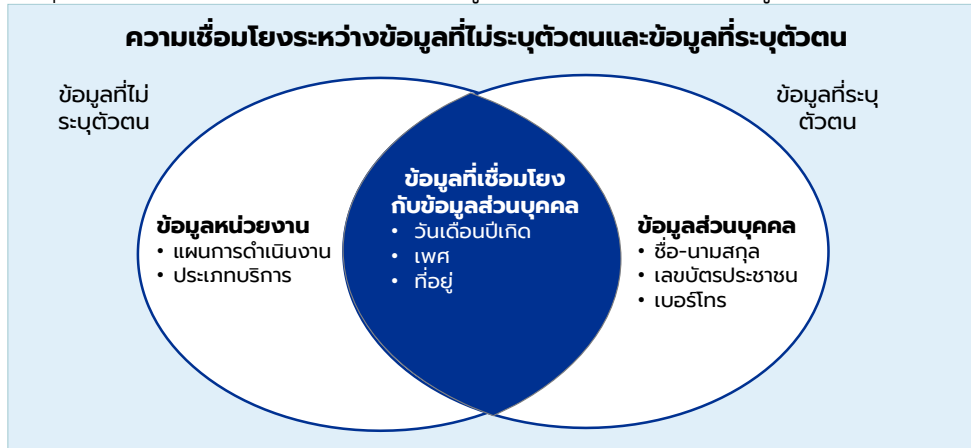 ความเชื่อมโยงระหว่างข้อมูลที่ไม่ระบุตัวตนและข้อมูลที่ระบุตัวตน
ข้อมูลที่ไม่
ระบุตัวตน
ข้อมูลที่ระบุ
ตัวตน
ข้อมูลหน่วยงาน
• แผนการดำเนินงาน
• ประเภทบริการ
ข้อมูลที่เชื่อมโยง
กับข้อมูลส่วนบุคคล
• วันเดือนปีเกิด
• เพศ
• ที่อยู่
ข้อมูลส่วนบุคคล
• ชื่อ-นามสกุล
• เลขบัตรประชาชน
• เบอร์โทร